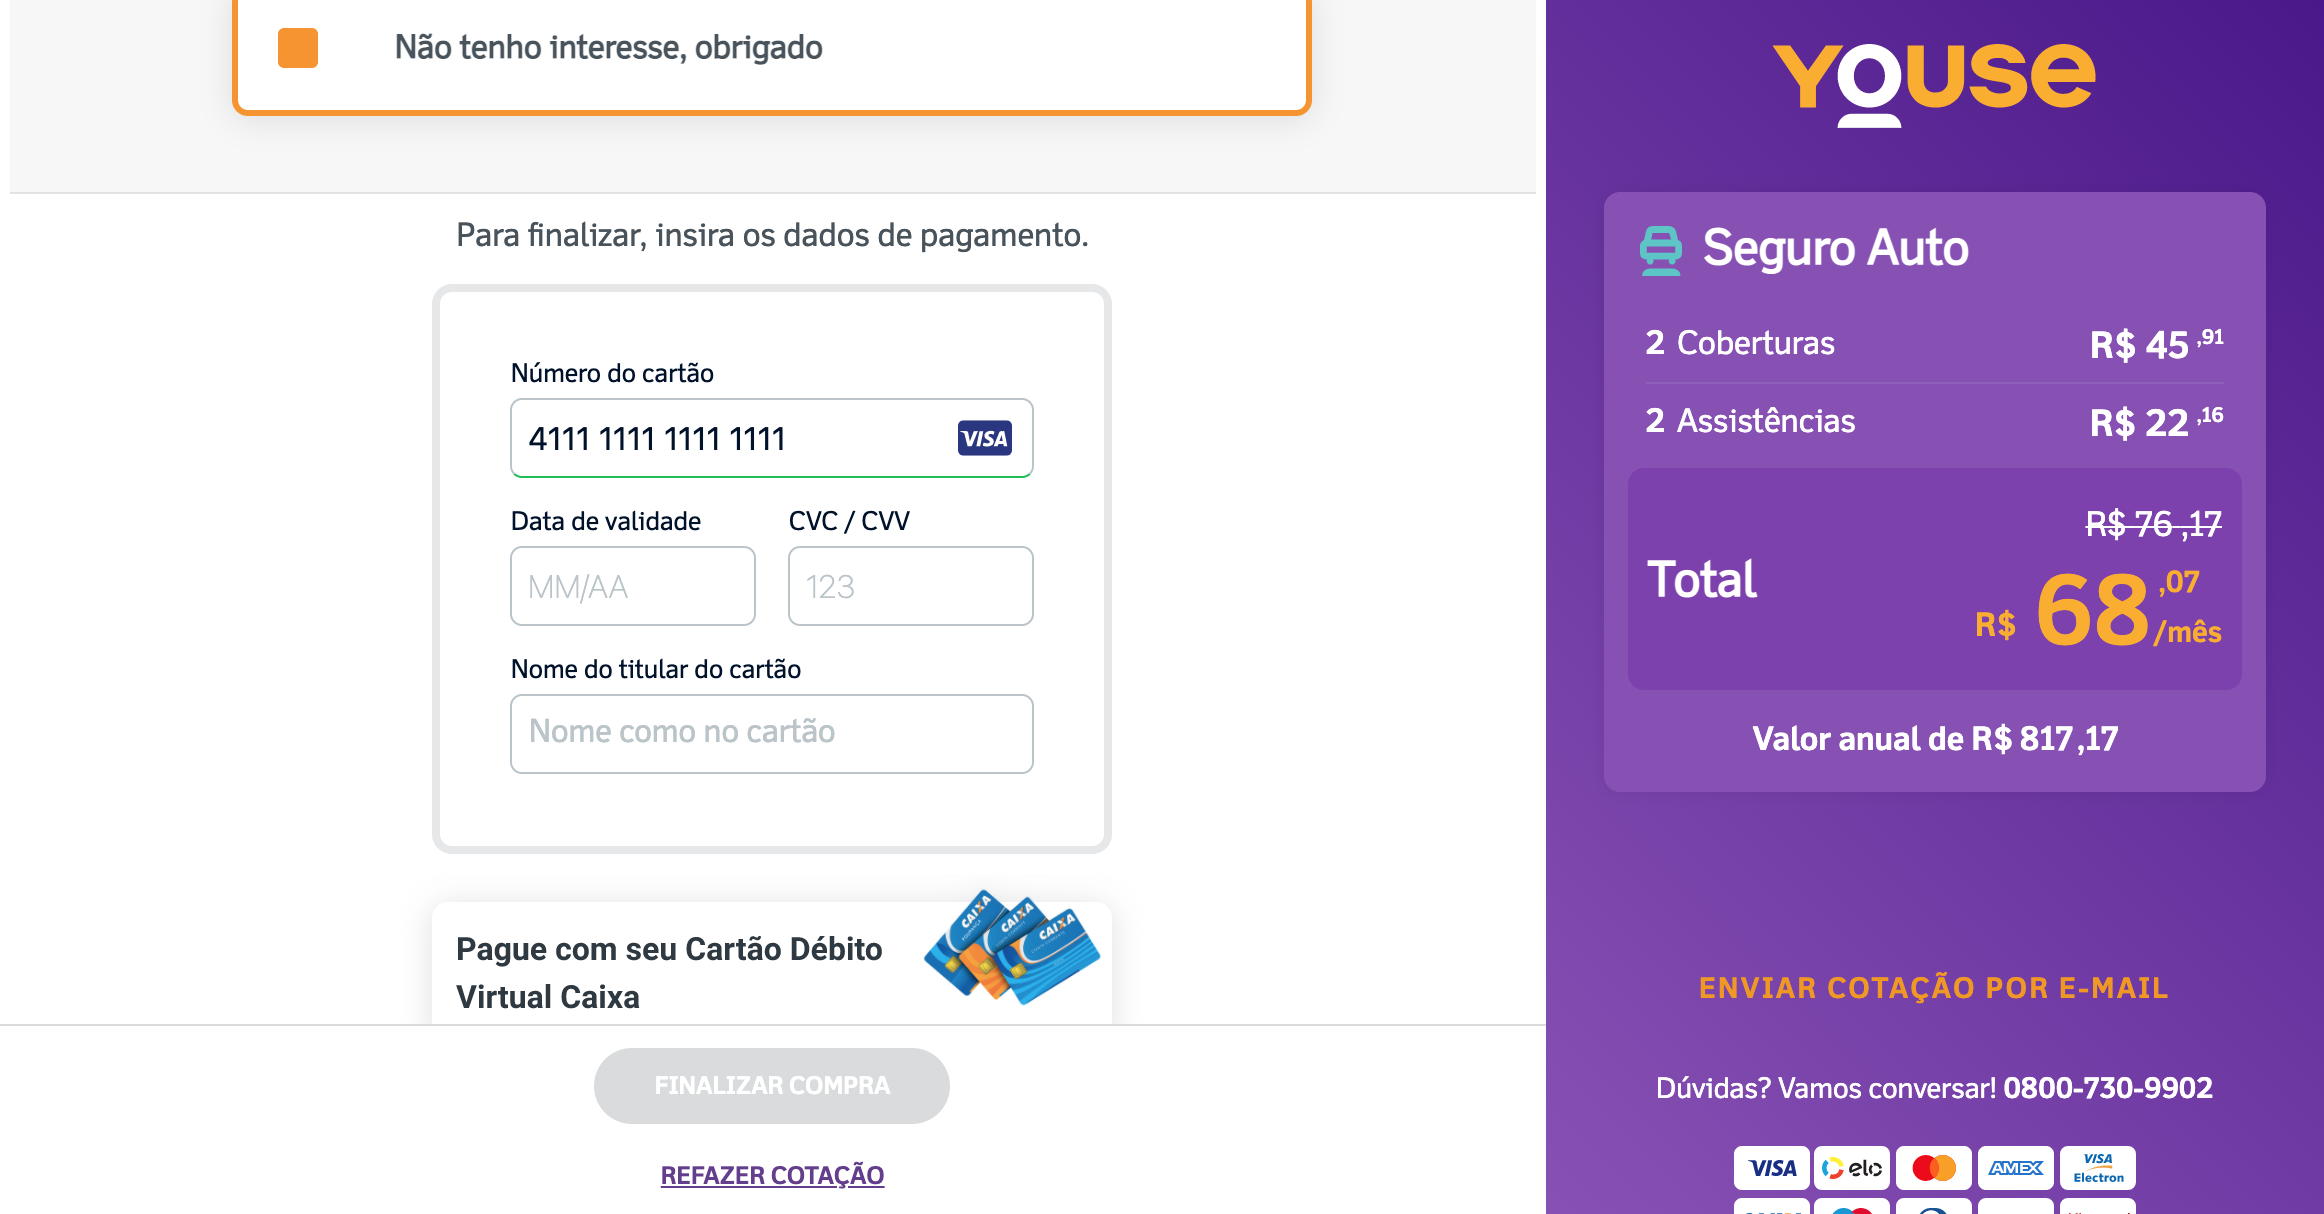 Não tenho interesse, obrigado
Para finalizar, insira os dados de pagamento.
Número do cartão
4111 1111 1111 1111
VISA
Data de validade
CVC / CVV
MM/AA
123
Nome do titular do cartão
Nome como no cartão
Pague com seu Cartão Débito
Virtual Caixa
CAIXA
CAIXA
CAIXA
FINALIZAR COMPRA
REFAZER COTAÇÃO
YOUSE
Seguro Auto
2 Coberturas R$ 45 ,91
2 Assistências R$ 22 ,16
R$ 76 ,17
Total R$ 68 ,07 /mês
Valor anual de R$ 817,17
ENVIAR COTAÇÃO POR E-MAIL
Dúvidas? Vamos conversar! 0800-730-9902
VISA elo AMEX VISA Electron